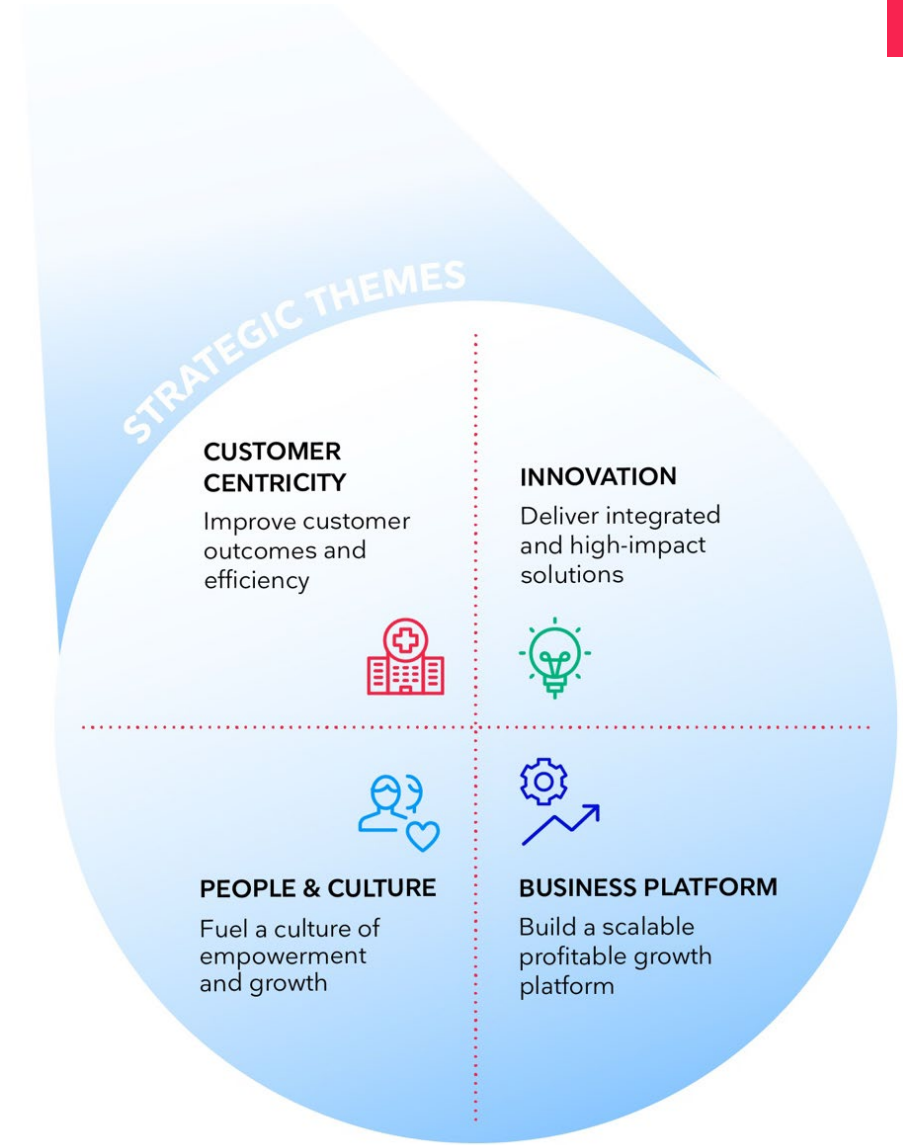 STRATEGIC THEMES
CUSTOMER
CENTRICITY
Improve customer
outcomes and
efficiency
INNOVATION
Deliver integrated
and high-impact
solutions
PEOPLE & CULTURE
Fuel a culture of
empowerment
and growth
BUSINESS PLATFORM
Build a scalable
profitable growth
platform